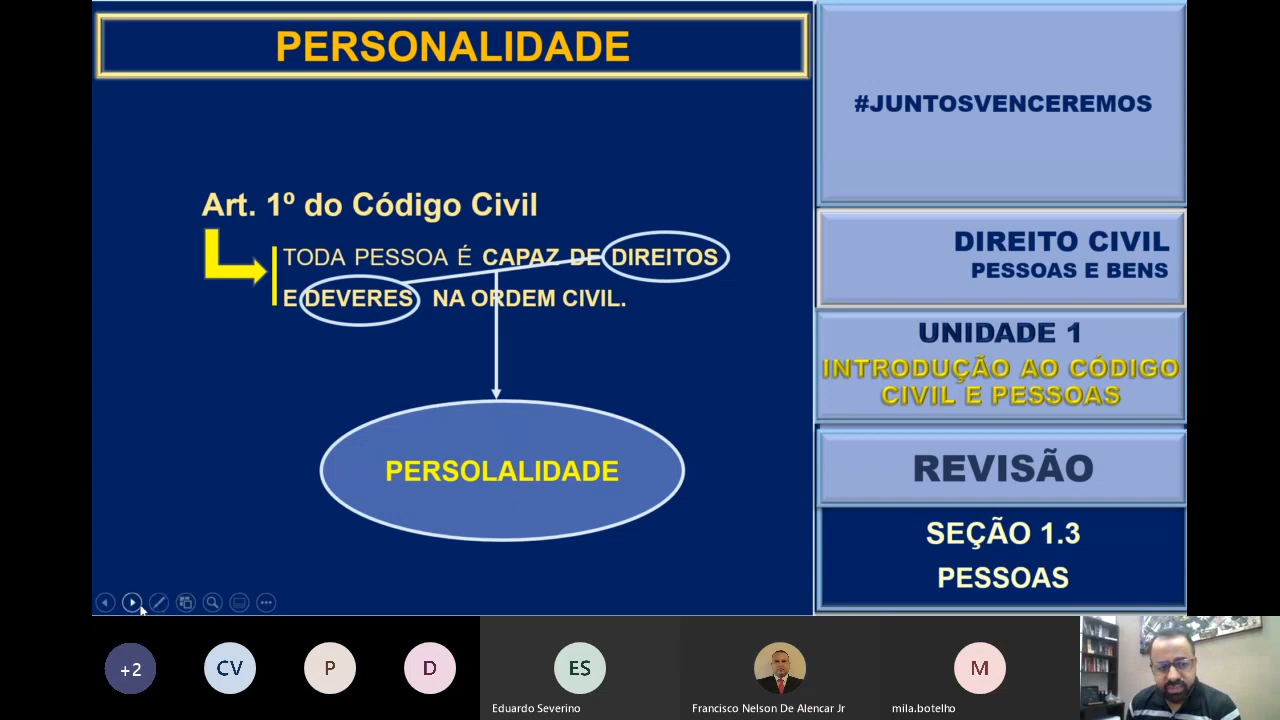 PERSONALIDADE
Art. 1º do Código Civil
TODA PESSOA É CAPAZ DE DIREITOS
E DEVERES NA ORDEM CIVIL.
PERSOLALIDADE
#JUNTOSVENCEREMOS
DIREITO CIVIL
PESSOAS E BENS
UNIDADE 1
INTRODUÇÃO AO CÓDIGO
CIVIL E PESSOAS
REVISÃO
SEÇÃO 1.3
PESSOAS
+2
CV
P
D
ES
M
Eduardo Severino
Francisco Nelson De Alencar Jr
mila.botelho